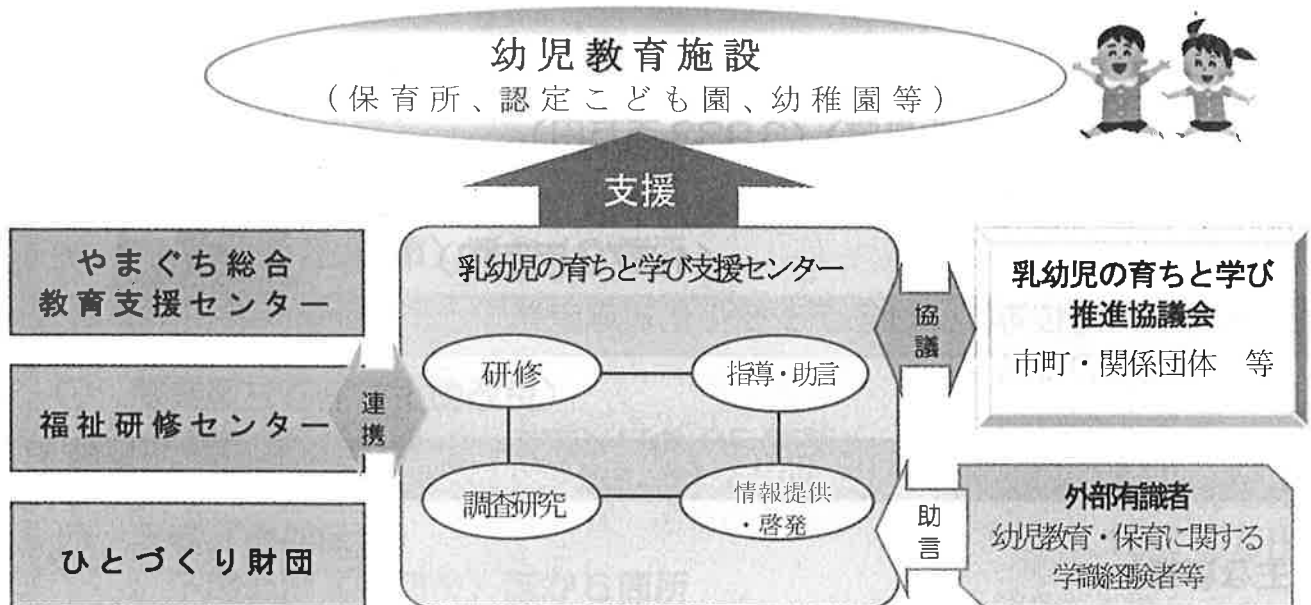 幼児教育施設
（保育所、認定こども園、幼稚園等）
支援
やまぐち総合
教育支援センター
福祉研修センター
ひとづくり財団
連携
乳幼児の育ちと学び支援センター
研修
指導・助言
調査研究
情報提供
・啓発
協議
乳幼児の育ちと学び
推進協議会
市町・関係団体　等
助言
外部有識者
幼児教育・保育に関する
学識経験者等